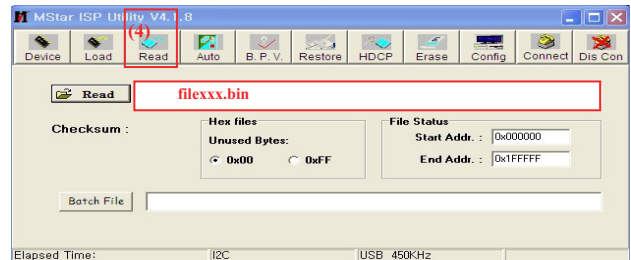 MStar ISP Utility V4.1.8
(4)
Device Load Read Auto B. P. V. Restore HDCP Erase Config Connect Dis Con
Read filexxx.bin
Checksum :
Hex files
Unused Bytes:
0x00 0xFF
File Status
Start Addr. : 0x000000
End Addr. : 0x1FFFFF
Batch File
Elapsed Time: I2C USB 450KHz